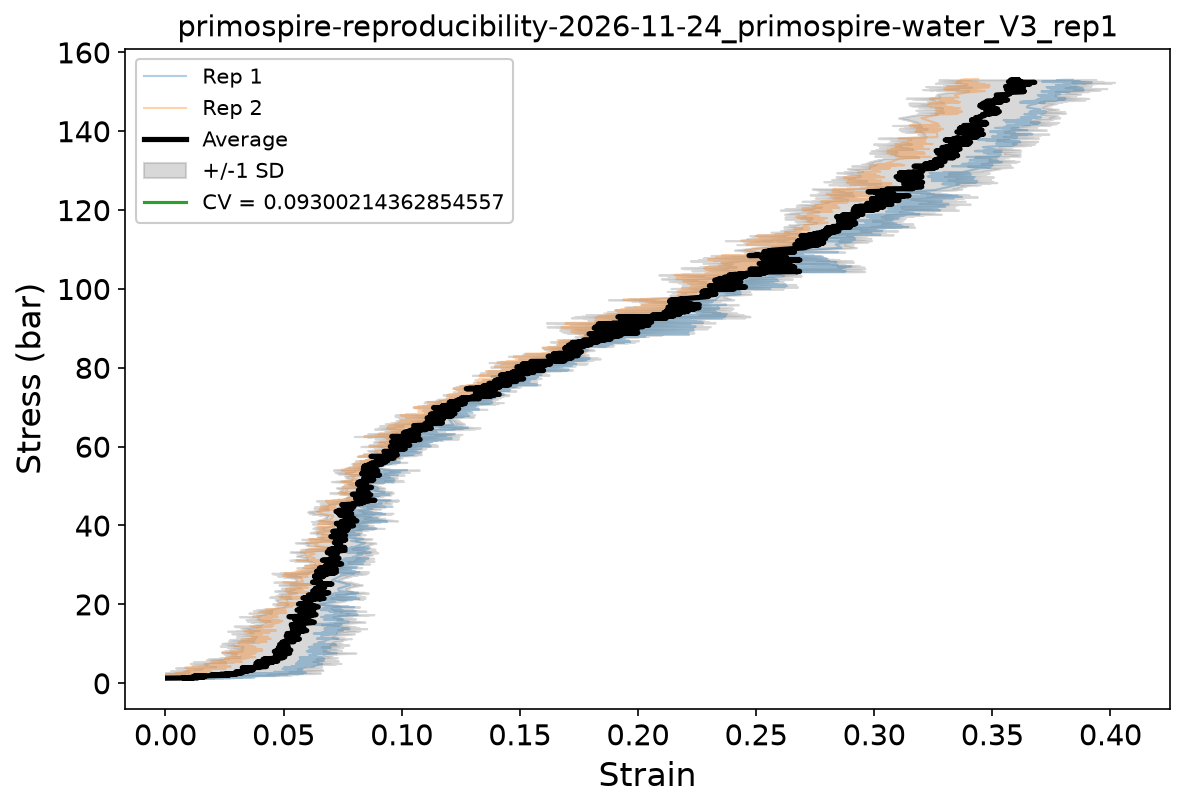 primospire-reproducibility-2026-11-24_primospire-water_V3_rep1
Rep 1
Rep 2
Average
+/-1 SD
CV = 0.09300214362854557
Stress (bar)
160
140
120
100
80
60
40
20
0
0.00 0.05 0.10 0.15 0.20 0.25 0.30 0.35 0.40
Strain